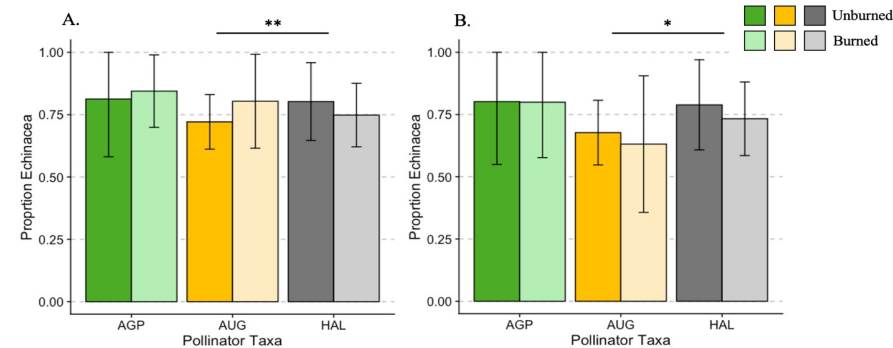 A.
**
B.
*
Unburned
Burned
Proprtion Echinacea
1.00
0.75
0.50
0.25
0.00
AGP
AUG
HAL
Pollinator Taxa
Proprtion Echinacea
1.00
0.75
0.50
0.25
0.00
AGP
AUG
HAL
Pollinator Taxa